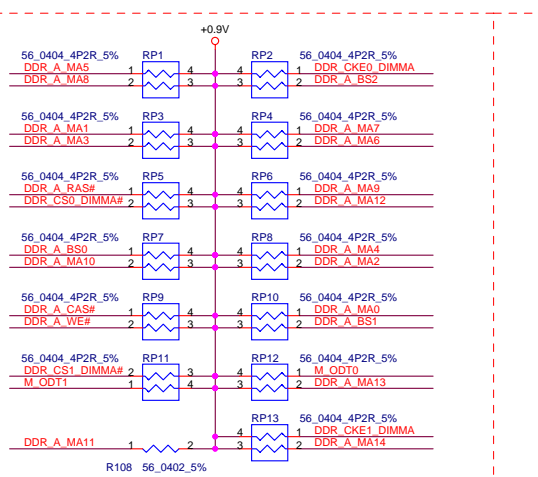 +0.9V
56_0404_4P2R_5% RP1 RP2 56_0404_4P2R_5%
DDR_A_MA5 1 4 4 1 DDR_CKE0_DIMMA
DDR_A_MA8 2 3 3 2 DDR_A_BS2
56_0404_4P2R_5% RP3 RP4 56_0404_4P2R_5%
DDR_A_MA1 1 4 4 1 DDR_A_MA7
DDR_A_MA3 2 3 3 2 DDR_A_MA6
56_0404_4P2R_5% RP5 RP6 56_0404_4P2R_5%
DDR_A_RAS# 1 4 4 1 DDR_A_MA9
DDR_CS0_DIMMA# 2 3 3 2 DDR_A_MA12
56_0404_4P2R_5% RP7 RP8 56_0404_4P2R_5%
DDR_A_BS0 1 4 4 1 DDR_A_MA4
DDR_A_MA10 2 3 3 2 DDR_A_MA2
56_0404_4P2R_5% RP9 RP10 56_0404_4P2R_5%
DDR_A_CAS# 1 4 4 1 DDR_A_MA0
DDR_A_WE# 2 3 3 2 DDR_A_BS1
56_0404_4P2R_5% RP11 RP12 56_0404_4P2R_5%
DDR_CS1_DIMMA# 2 3 4 1 M_ODT0
M_ODT1 1 4 3 2 DDR_A_MA13
RP13 56_0404_4P2R_5%
4 1 DDR_CKE1_DIMMA
DDR_A_MA11 1 2 3 2 DDR_A_MA14
R108 56_0402_5%